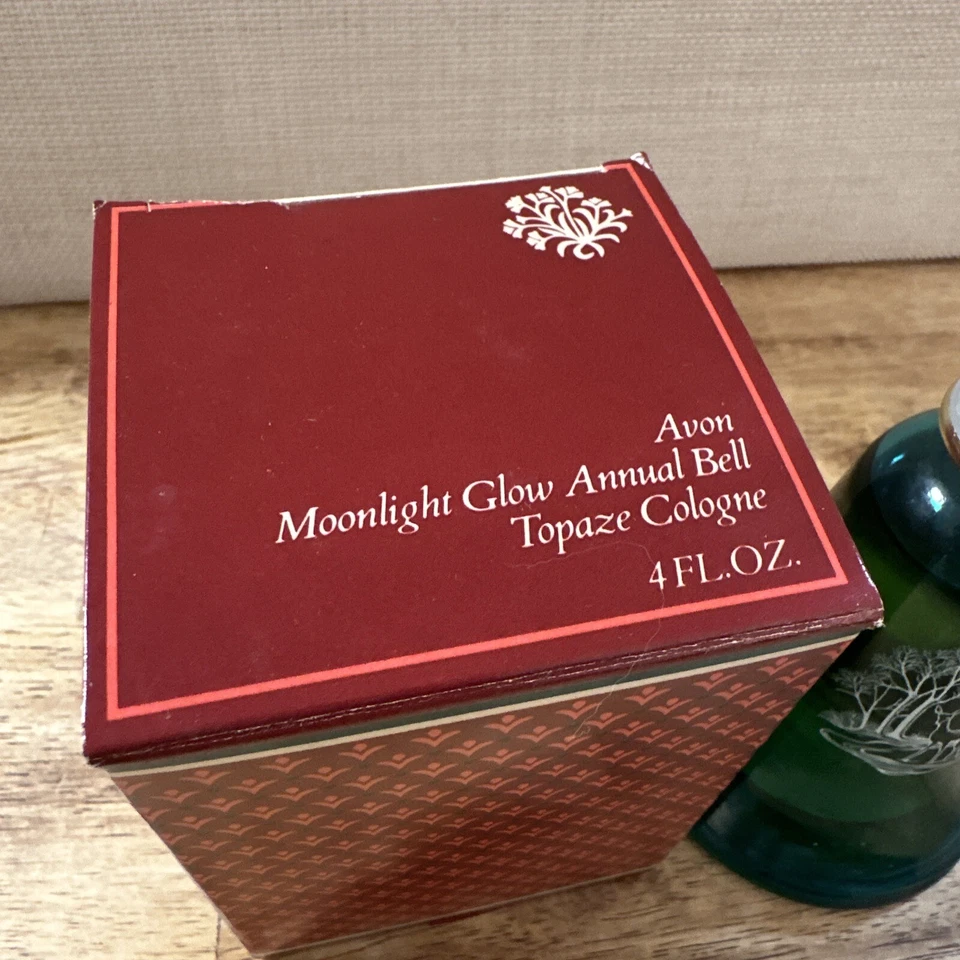 Avon
Moonlight Glow Annual Bell
Topaze Cologne
4 FL.OZ.